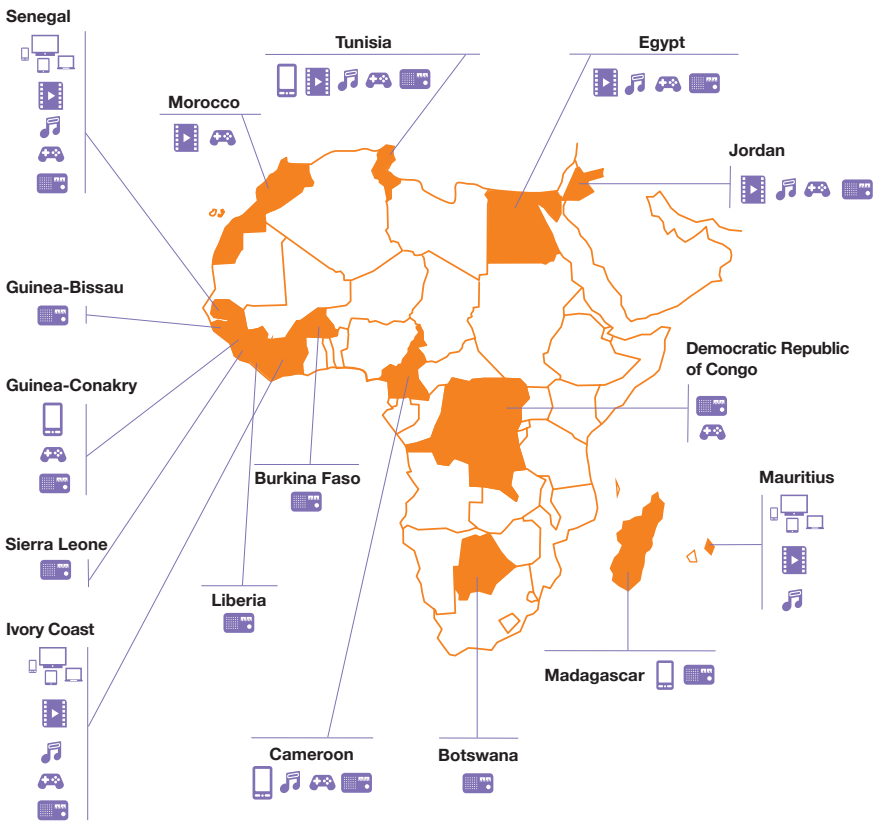 Senegal
Tunisia
Egypt
Morocco
Jordan
Guinea-Bissau
Democratic Republic
of Congo
Guinea-Conakry
Burkina Faso
Mauritius
Sierra Leone
Liberia
Ivory Coast
Madagascar
Cameroon
Botswana